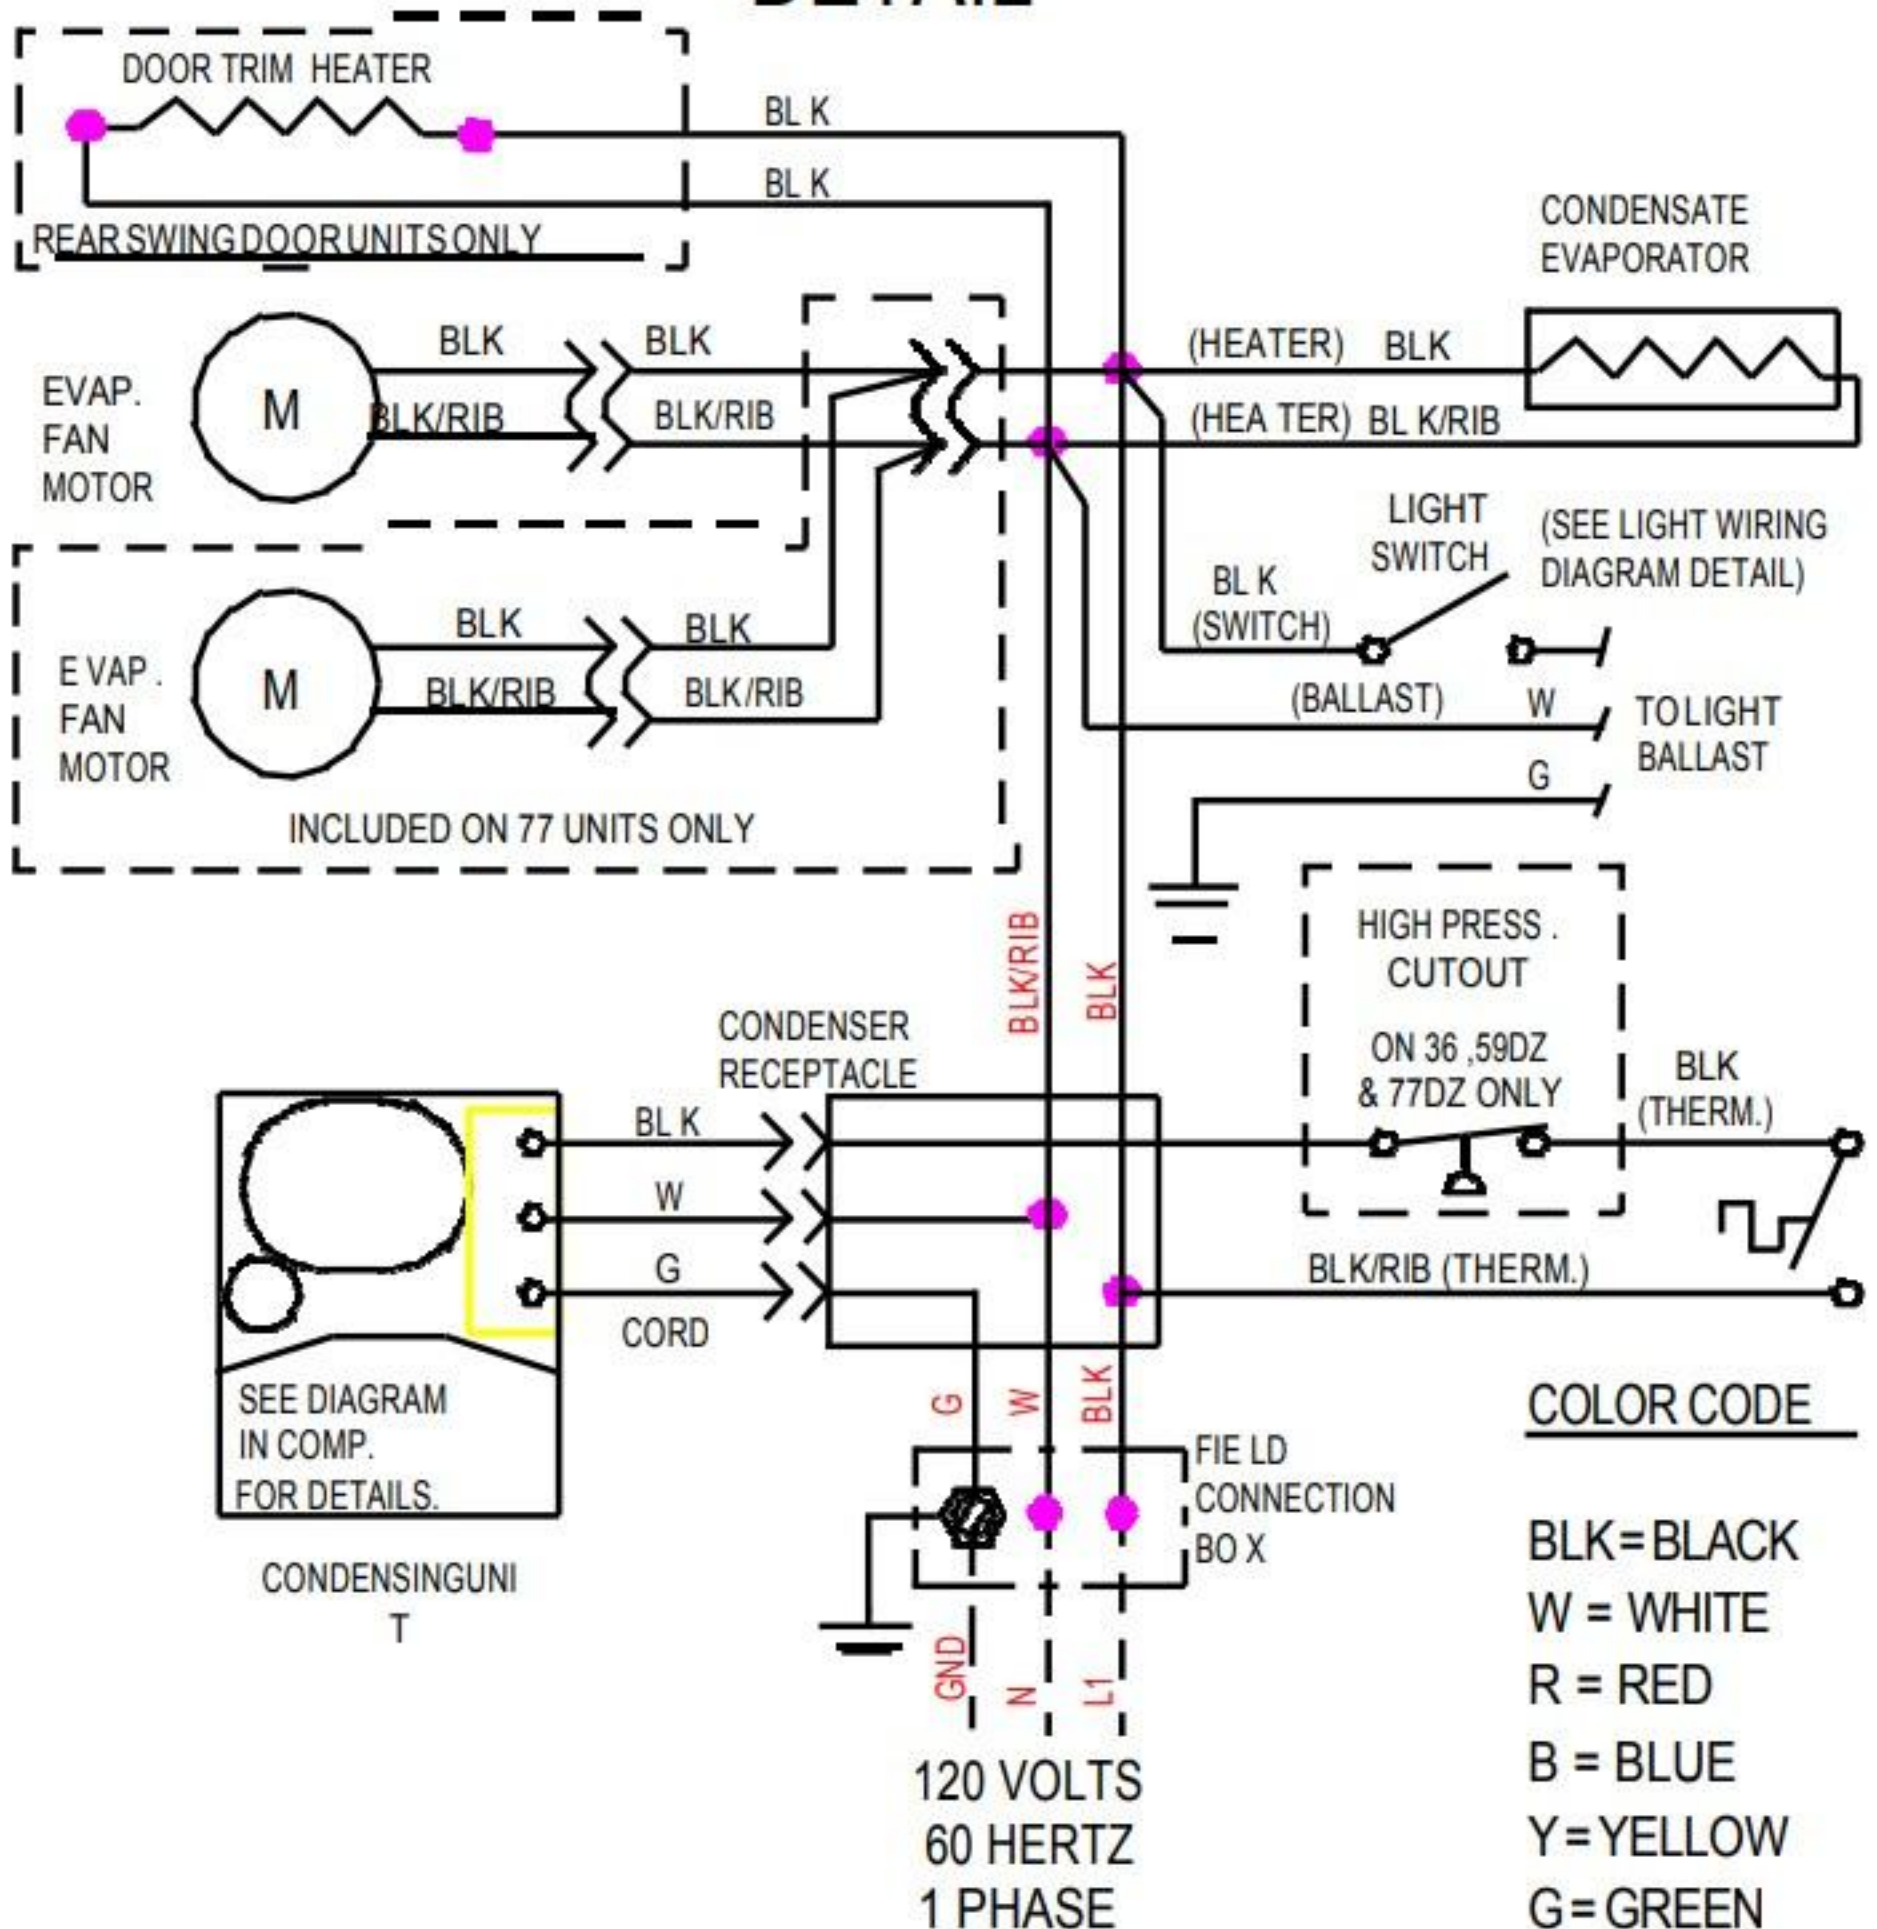 DOOR TRIM HEATER
BL K
BL K
REAR SWING DOOR UNITS ONLY
CONDENSATE
EVAPORATOR
EVAP.
FAN
MOTOR
M
BLK
BLK
BLK/RIB
BLK/RIB
(HEATER) BLK
(HEA TER) BL K/RIB
LIGHT
SWITCH
(SEE LIGHT WIRING
DIAGRAM DETAIL)
BL K
(SWITCH)
(BALLAST)
W
TO LIGHT
BALLAST
G
E VAP .
FAN
MOTOR
M
BLK
BLK
BLK/RIB
BLK/RIB
INCLUDED ON 77 UNITS ONLY
BLK/RIB
BLK
HIGH PRESS .
CUTOUT
ON 36 ,59DZ
& 77DZ ONLY
BLK
(THERM.)
BLK/RIB (THERM.)
CONDENSER
RECEPTACLE
BL K
W
G
CORD
SEE DIAGRAM
IN COMP.
FOR DETAILS.
CONDENSINGUNI
T
G
W
BLK
FIE LD
CONNECTION
BO X
GND
N
L1
120 VOLTS
60 HERTZ
1 PHASE
COLOR CODE
BLK=BLACK
W = WHITE
R = RED
B = BLUE
Y=YELLOW
G=GREEN